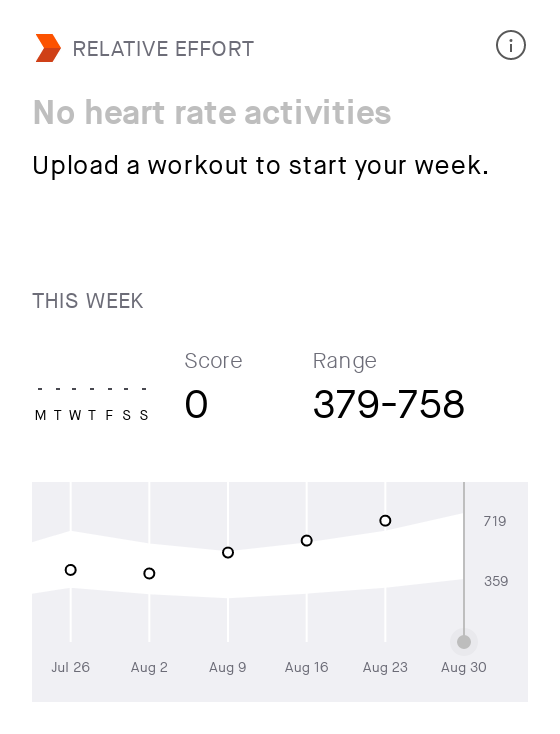 RELATIVE EFFORT
No heart rate activities
Upload a workout to start your week.
THIS WEEK
Score
Range
0
379-758
M T W T F S S
719
359
Jul 26
Aug 2
Aug 9
Aug 16
Aug 23
Aug 30